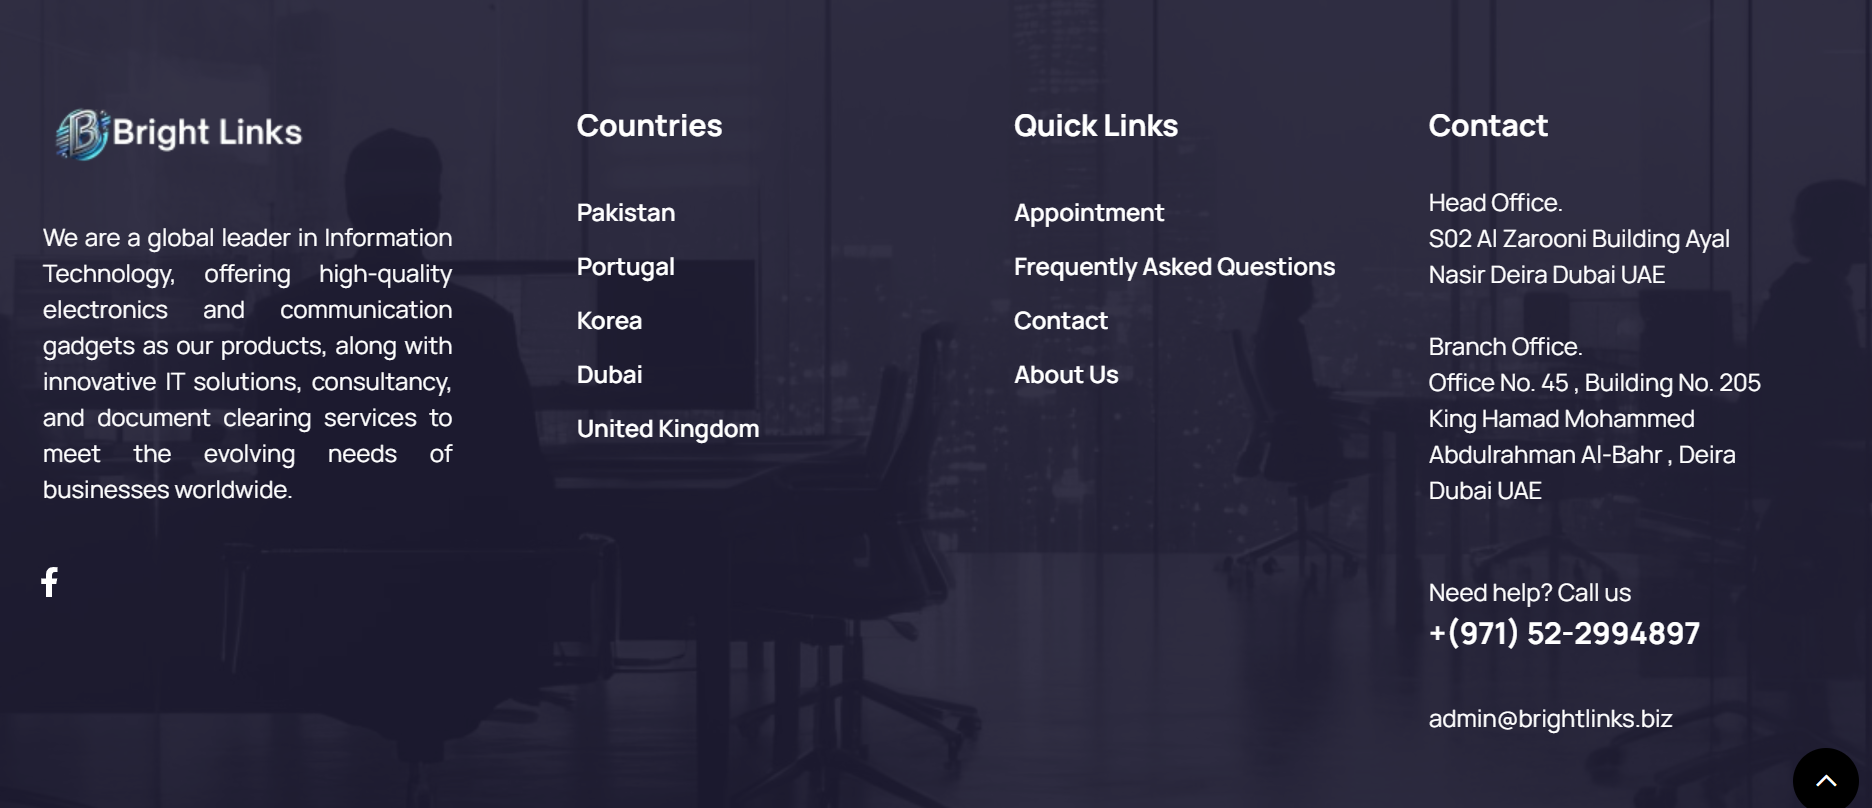 Bright Links
We are a global leader in Information
Technology, offering high-quality
electronics and communication
gadgets as our products, along with
innovative IT solutions, consultancy,
and document clearing services to
meet the evolving needs of
businesses worldwide.
Countries
Pakistan
Portugal
Korea
Dubai
United Kingdom
Quick Links
Appointment
Frequently Asked Questions
Contact
About Us
Contact
Head Office.
S02 Al Zarooni Building Ayal
Nasir Deira Dubai UAE
Branch Office.
Office No. 45 , Building No. 205
King Hamad Mohammed
Abdulrahman Al-Bahr , Deira
Dubai UAE
Need help? Call us
+(971) 52-2994897
admin@brightlinks.biz